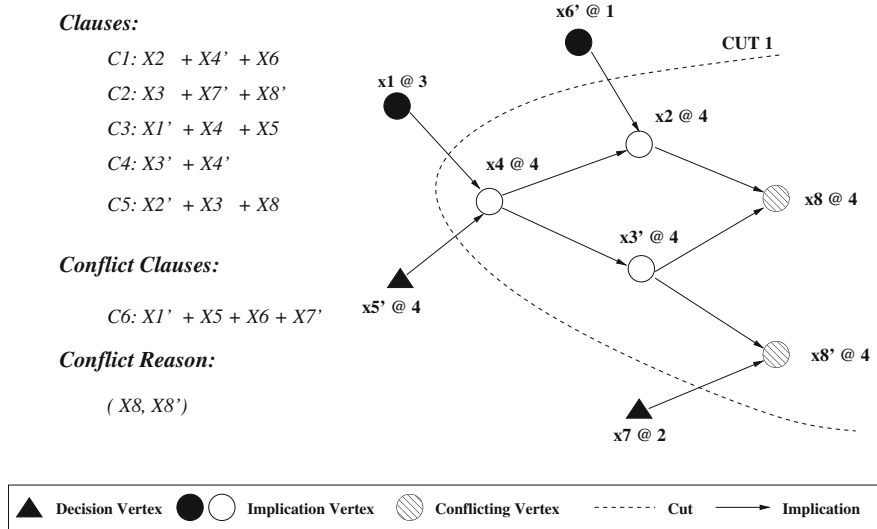 Clauses:
C1: X2 + X4' + X6
C2: X3 + X7' + X8'
C3: X1' + X4 + X5
C4: X3' + X4'
C5: X2' + X3 + X8
Conflict Clauses:
C6: X1' + X5 + X6 + X7'
Conflict Reason:
( X8, X8')
x6' @ 1
CUT 1
x1 @ 3
x2 @ 4
x4 @ 4
x8 @ 4
x3' @ 4
x5' @ 4
x8' @ 4
x7 @ 2
Decision Vertex Implication Vertex Conflicting Vertex Cut Implication